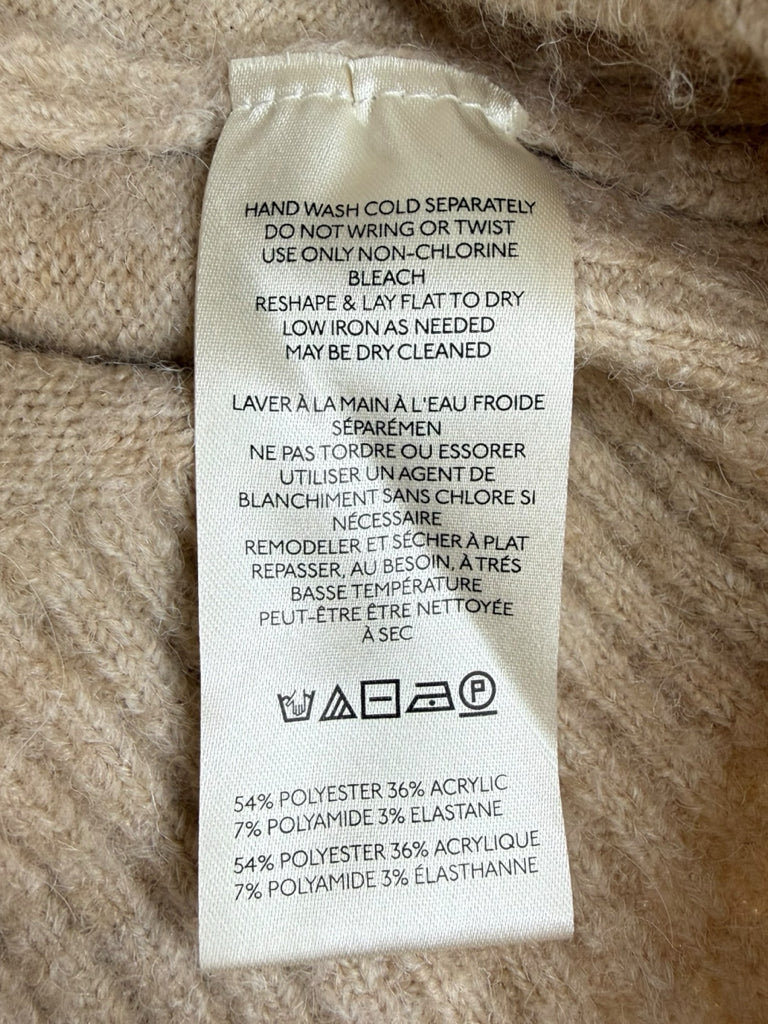 HAND WASH COLD SEPARATELY
DO NOT WRING OR TWIST
USE ONLY NON-CHLORINE
BLEACH
RESHAPE & LAY FLAT TO DRY
LOW IRON AS NEEDED
MAY BE DRY CLEANED
LAVER À LA MAIN À L'EAU FROIDE
SÉPARÉMEN
NE PAS TORDRE OU ESSORER
UTILISER UN AGENT DE
BLANCHIMENT SANS CHLORE SI
NÉCESSAIRE
REMODELER ET SÉCHER À PLAT
REPASSER, AU BESOIN, À TRÉS
BASSE TEMPÉRATURE
PEUT-ÊTRE ÊTRE NETTOYÉE
À SEC
P
54% POLYESTER 36% ACRYLIC
7% POLYAMIDE 3% ELASTANE
54% POLYESTER 36% ACRYLIQUE
7% POLYAMIDE 3% ÉLASTHANNE